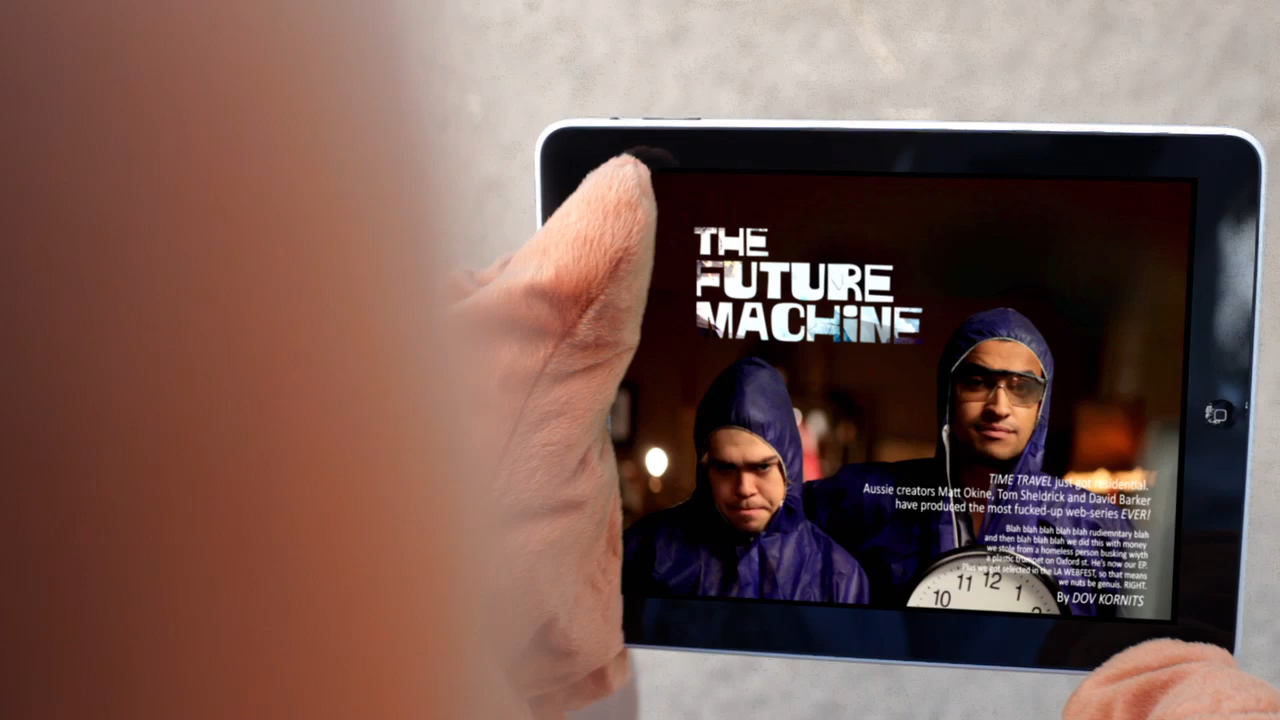 THE
FUTURE
MACHINE
TIME TRAVEL just got residential.
Aussie creators Matt Okine, Tom Sheldrick and David Barker
have produced the most fucked-up web-series EVER!
Blah blah blah blah blah rudiemntary blah
and then blah blah blah we did this with money
we stole from a homeless person busking wiyth
a plastic trumpet on Oxford st. He's now our EP.
Plus we got selected in the LA WEBFEST, so that means
we nuts be genuis. RIGHT.
By DOV KORNITS
11 12 1
10 2